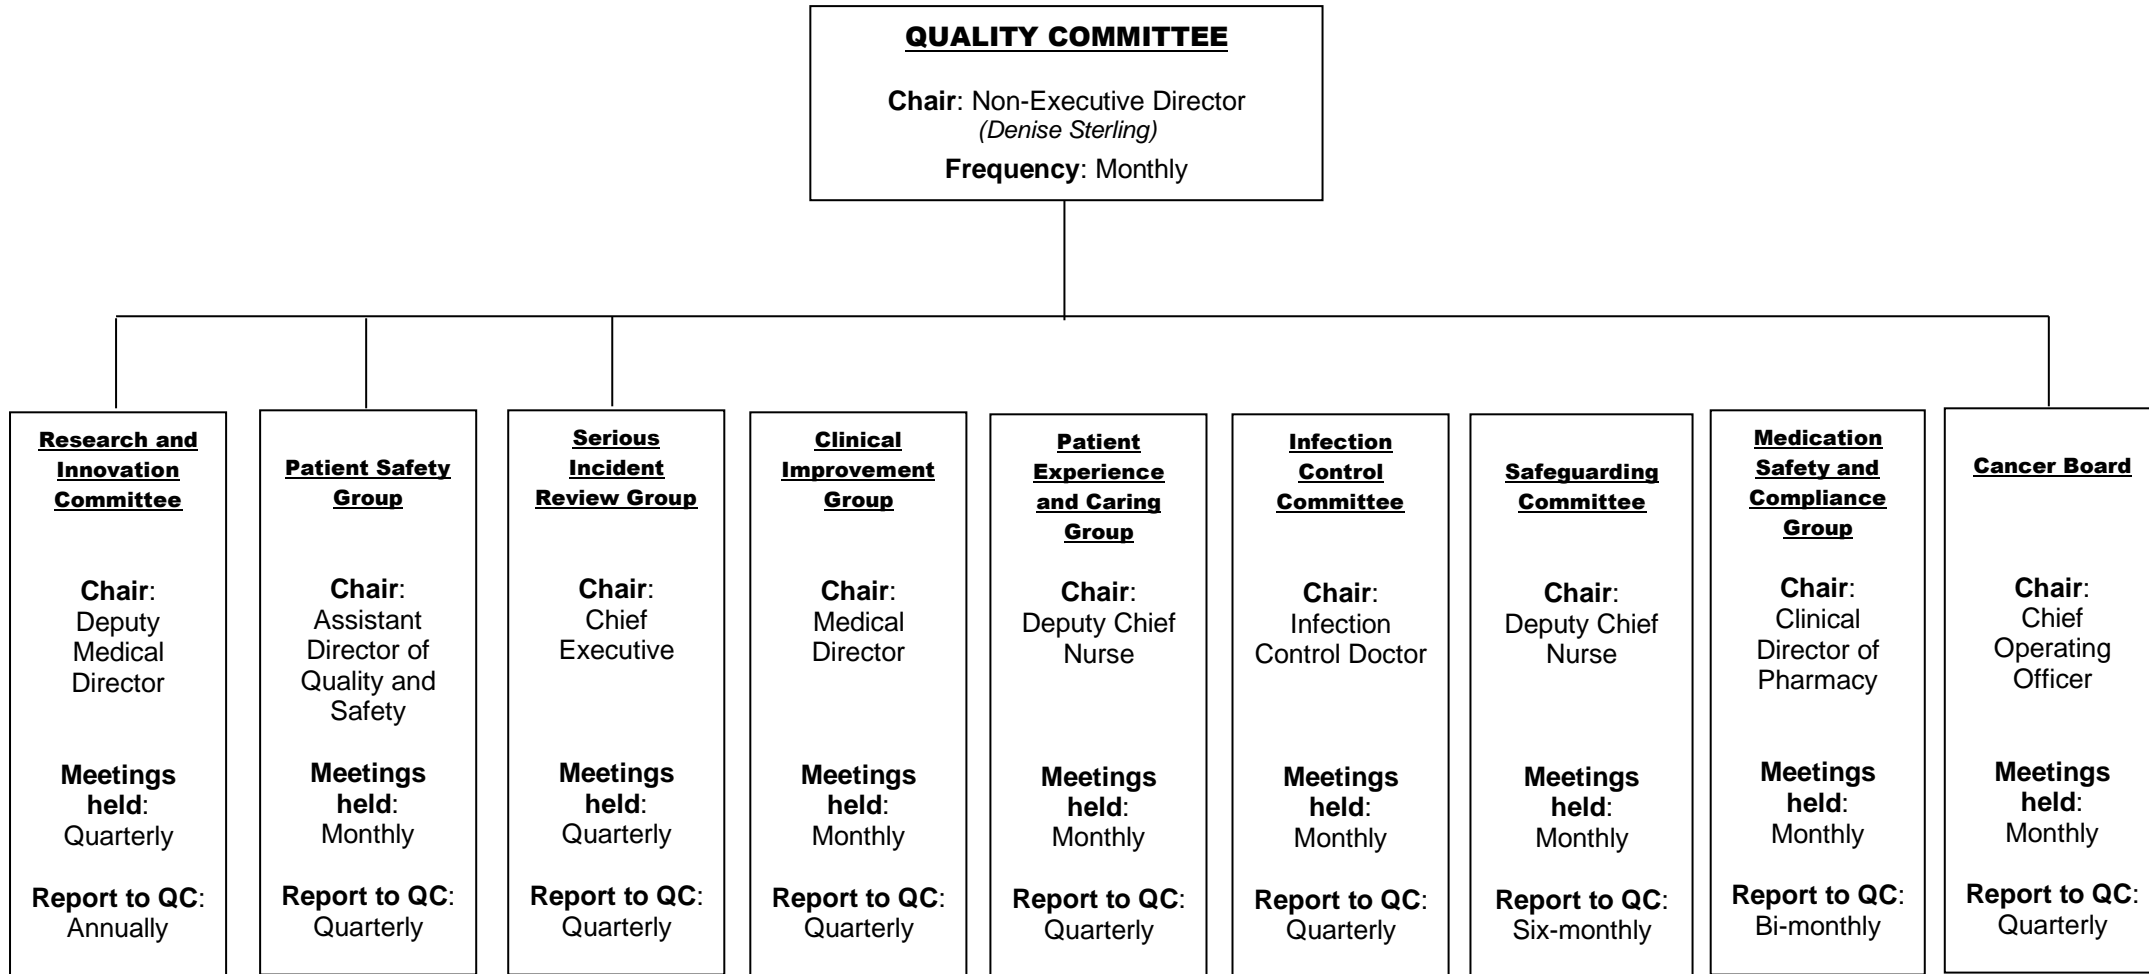 QUALITY COMMITTEE
Chair: Non-Executive Director
(Denise Sterling)
Frequency: Monthly
Research and
Innovation
Committee
Chair:
Deputy
Medical
Director
Meetings
held:
Quarterly
Report to QC:
Annually
Patient Safety
Group
Chair:
Assistant
Director of
Quality and
Safety
Meetings
held:
Monthly
Report to QC:
Quarterly
Serious
Incident
Review Group
Chair:
Chief
Executive
Meetings
held:
Quarterly
Report to QC:
Quarterly
Clinical
Improvement
Group
Chair:
Medical
Director
Meetings
held:
Monthly
Report to QC:
Quarterly
Patient
Experience
and Caring
Group
Chair:
Deputy Chief
Nurse
Meetings
held:
Monthly
Report to QC:
Quarterly
Infection
Control
Committee
Chair:
Infection
Control Doctor
Meetings
held:
Monthly
Report to QC:
Quarterly
Safeguarding
Committee
Chair:
Deputy Chief
Nurse
Meetings
held:
Monthly
Report to QC:
Six-monthly
Medication
Safety and
Compliance
Group
Chair:
Clinical
Director of
Pharmacy
Meetings
held:
Monthly
Report to QC:
Bi-monthly
Cancer Board
Chair:
Chief
Operating
Officer
Meetings
held:
Monthly
Report to QC:
Quarterly